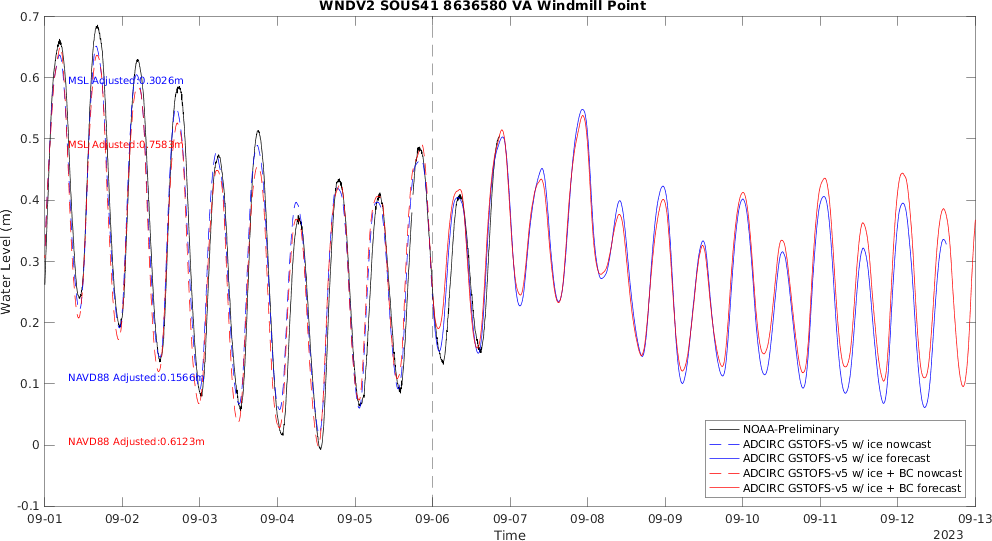 WNDV2 SOUS41 8636580 VA Windmill Point
0.7
0.6
0.5
0.4
0.3
0.2
0.1
0
-0.1
Water Level (m)
MSL Adjusted:0.3026m
MSL Adjusted:0.7583m
NAVD88 Adjusted:0.1566m
NAVD88 Adjusted:0.6123m
NOAA-Preliminary
ADCIRC GSTOFS-v5 w/ ice nowcast
ADCIRC GSTOFS-v5 w/ ice forecast
ADCIRC GSTOFS-v5 w/ ice + BC nowcast
ADCIRC GSTOFS-v5 w/ ice + BC forecast
09-01 09-02 09-03 09-04 09-05 09-06 09-07 09-08 09-09 09-10 09-11 09-12 09-13
Time
2023